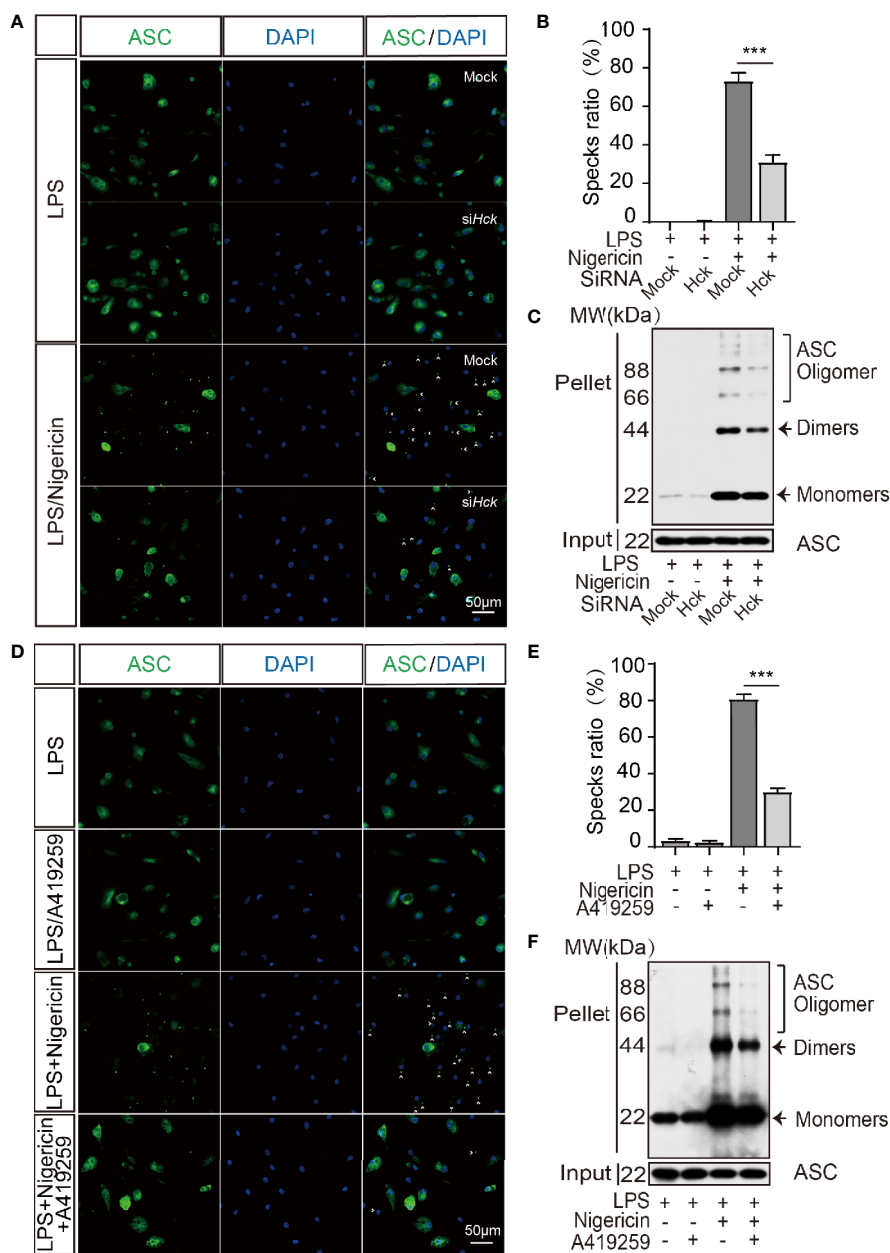 A
ASC
DAPI
ASC/DAPI
LPS
Mock
siHck
LPS/Nigericin
Mock
siHck
50μm
B
Specks ratio (%)
80
60
40
20
0
***
LPS + + + +
Nigericin - - + +
SiRNA Mock Hck Mock Hck
C
MW(kDa)
Pellet
88
66
44
22
ASC
Oligomer
Dimers
Monomers
Input 22 ASC
LPS + + + +
Nigericin - - + +
SiRNA Mock Hck Mock Hck
D
ASC
DAPI
ASC/DAPI
LPS
LPS/A419259
LPS+Nigericin
LPS+Nigericin
+A419259
50μm
E
Specks ratio (%)
80
60
40
20
0
***
LPS + + + +
Nigericin - - + +
A419259 - + - +
F
MW(kDa)
Pellet
88
66
44
22
ASC
Oligomer
Dimers
Monomers
Input 22 ASC
LPS + + + +
Nigericin - - + +
A419259 - + - +